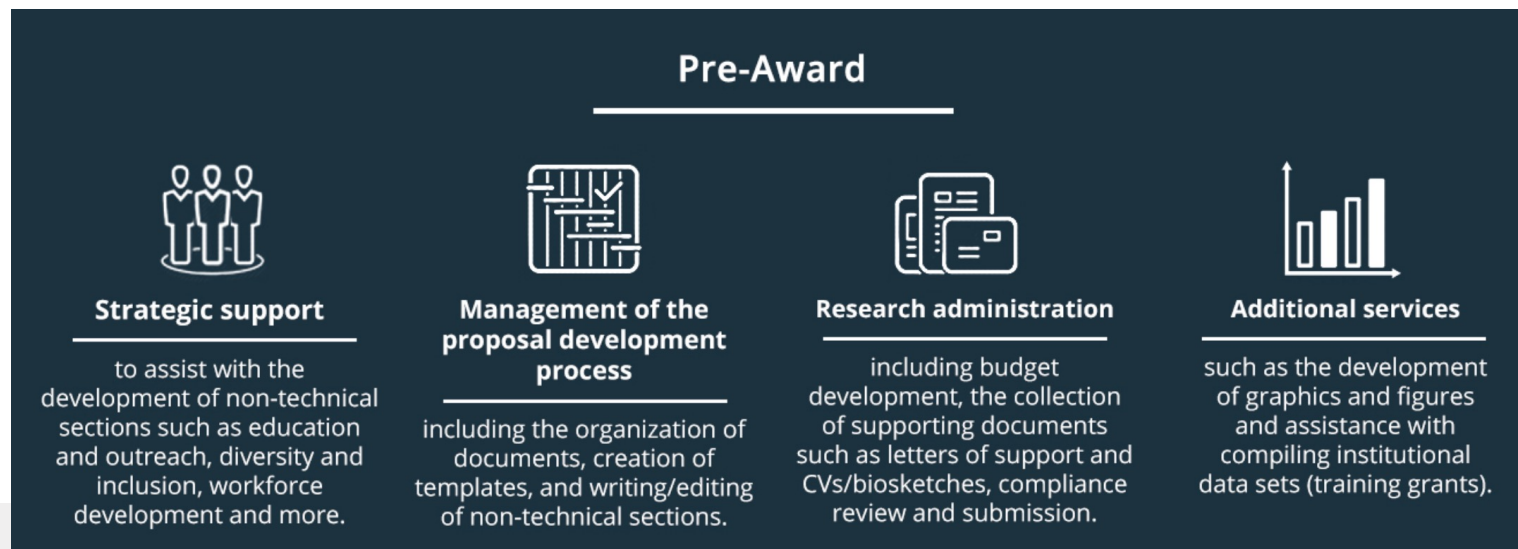 Pre-Award
Strategic support
to assist with the
development of non-technical
sections such as education
and outreach, diversity and
inclusion, workforce
development and more.
Management of the
proposal development
process
including the organization of
documents, creation of
templates, and writing/editing
of non-technical sections.
Research administration
including budget
development, the collection
of supporting documents
such as letters of support and
CVs/biosketches, compliance
review and submission.
Additional services
such as the development
of graphics and figures
and assistance with
compiling institutional
data sets (training grants).